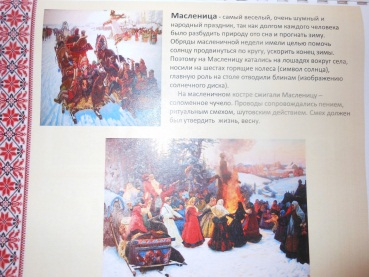 Масленица - самый веселый, очень шумный и
народный праздник, так как долгом каждого человека
было разбудить природу ото сна и прогнать зиму.
Обряды масленичной недели имели целью помочь
солнцу продвинуться по кругу, ускорить конец зимы.
Поэтому на Масленицу катались на лошадях вокруг села,
носили на шестах горящие колеса (символ солнца),
главную роль на столе отводили блинам (изображению
солнечного диска).
На масленичном костре сжигали Масленицу –
соломенное чучело. Проводы сопровождались пением,
ритуальным смехом, шутовским действом. Смех должен
был утвердить жизнь, весну.